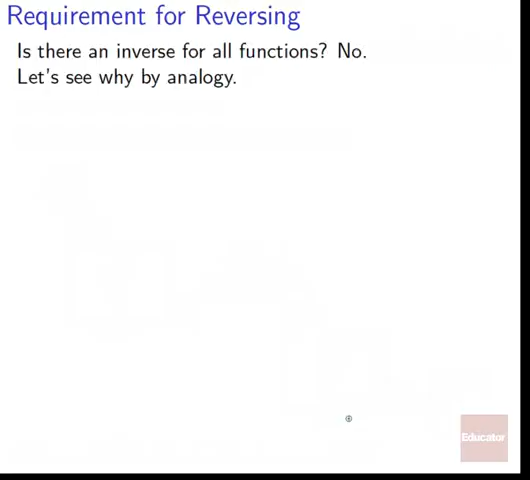 Requirement for Reversing
Is there an inverse for all functions? No.
Let's see why by analogy.
Educator